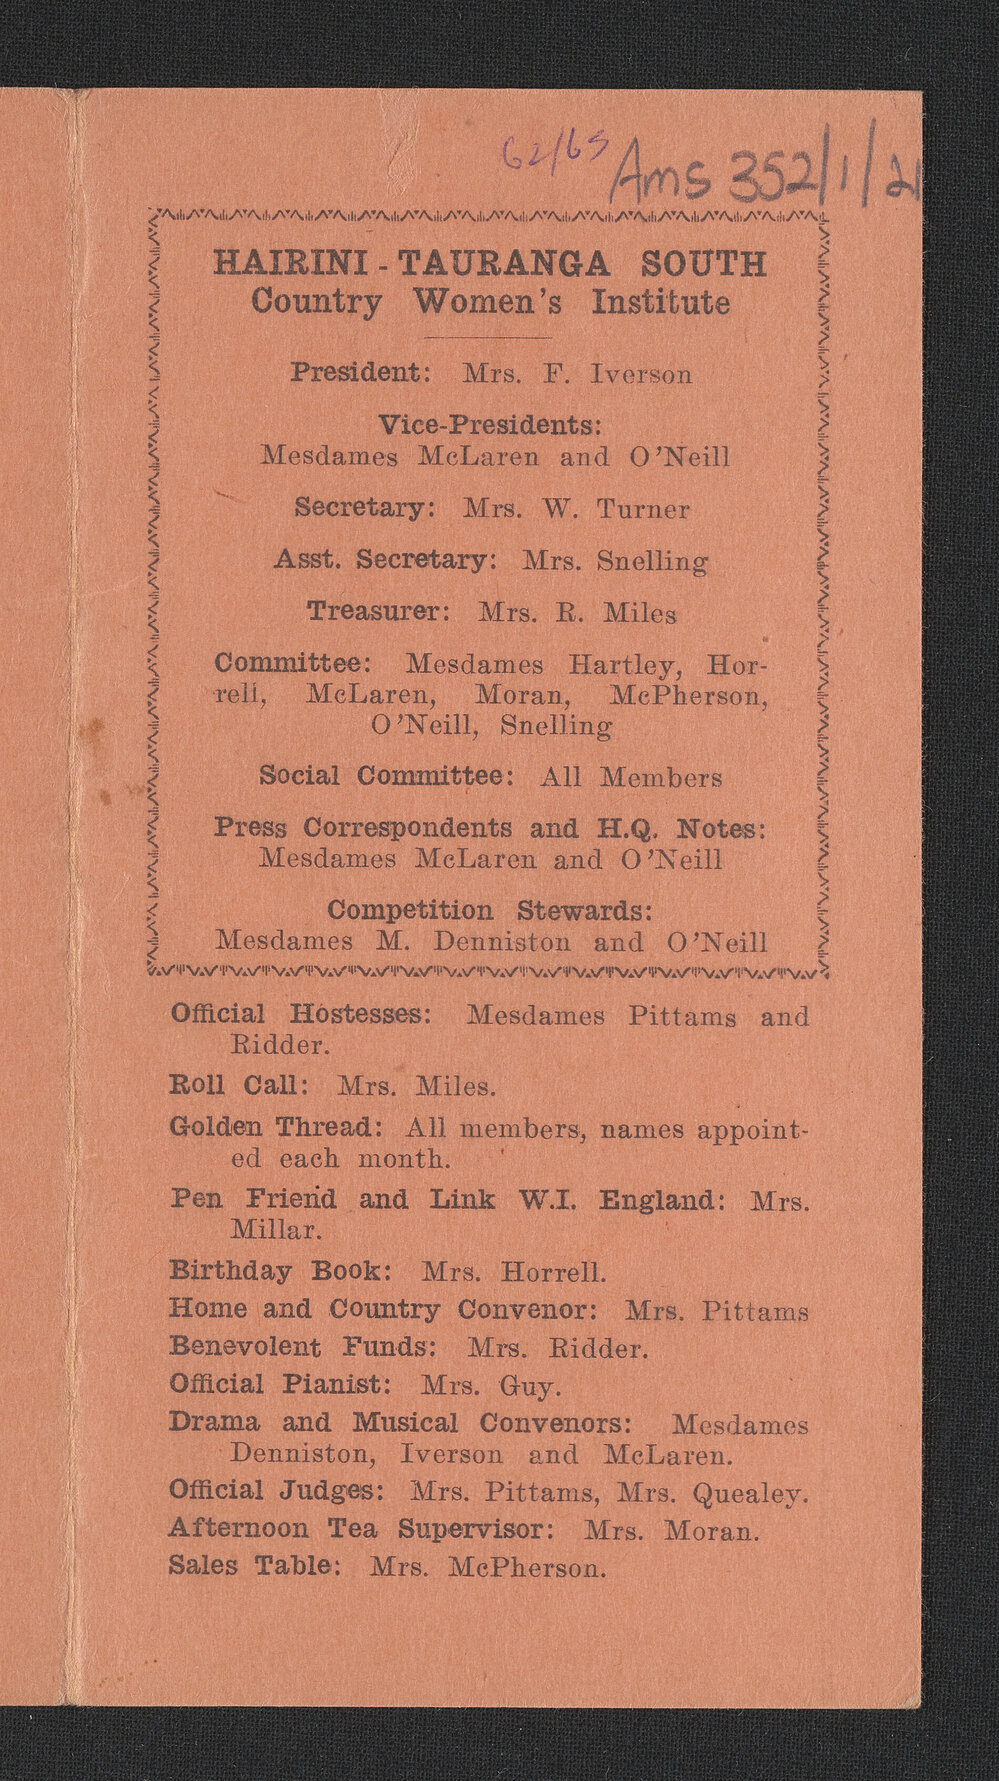 62/63
Ams 352/1/21
HAIRINI - TAURANGA SOUTH
Country Women's Institute
President: Mrs. F. Iverson
Vice-Presidents:
Mesdames McLaren and O'Neill
Secretary: Mrs. W. Turner
Asst. Secretary: Mrs. Snelling
Treasurer: Mrs. R. Miles
Committee: Mesdames Hartley, Hor-
rell, McLaren, Moran, McPherson,
O'Neill, Snelling
Social Committee: All Members
Press Correspondents and H.Q. Notes:
Mesdames McLaren and O'Neill
Competition Stewards:
Mesdames M. Denniston and O'Neill
Official Hostesses: Mesdames Pittams and
Ridder.
Roll Call: Mrs. Miles.
Golden Thread: All members, names appoint-
ed each month.
Pen Friend and Link W.I. England: Mrs.
Millar.
Birthday Book: Mrs. Horrell.
Home and Country Convenor: Mrs. Pittams
Benevolent Funds: Mrs. Ridder.
Official Pianist: Mrs. Guy.
Drama and Musical Convenors: Mesdames
Denniston, Iverson and McLaren.
Official Judges: Mrs. Pittams, Mrs. Quealey.
Afternoon Tea Supervisor: Mrs. Moran.
Sales Table: Mrs. McPherson.